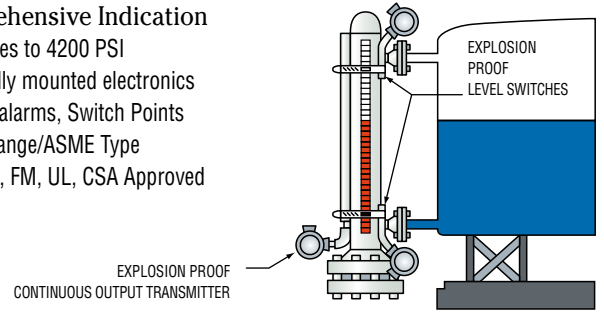 ehensive Indication
es to 4200 PSI
lly mounted electronics
alarms, Switch Points
ange/ASME Type
, FM, UL, CSA Approved
EXPLOSION
PROOF
LEVEL SWITCHES
EXPLOSION PROOF
CONTINUOUS OUTPUT TRANSMITTER